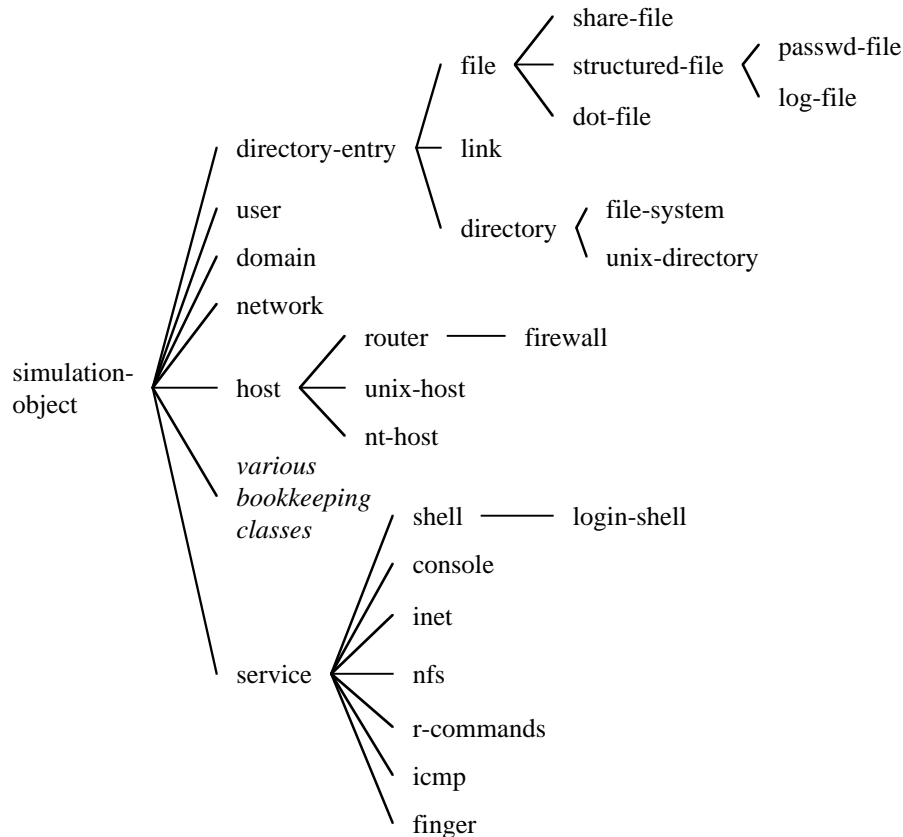 share-file
passwd-file
file
structured-file
log-file
dot-file
directory-entry
link
user
file-system
directory
domain
unix-directory
network
router
firewall
simulation-
object
host
unix-host
nt-host
various
bookkeeping
classes
shell
login-shell
console
inet
service
nfs
r-commands
icmp
finger